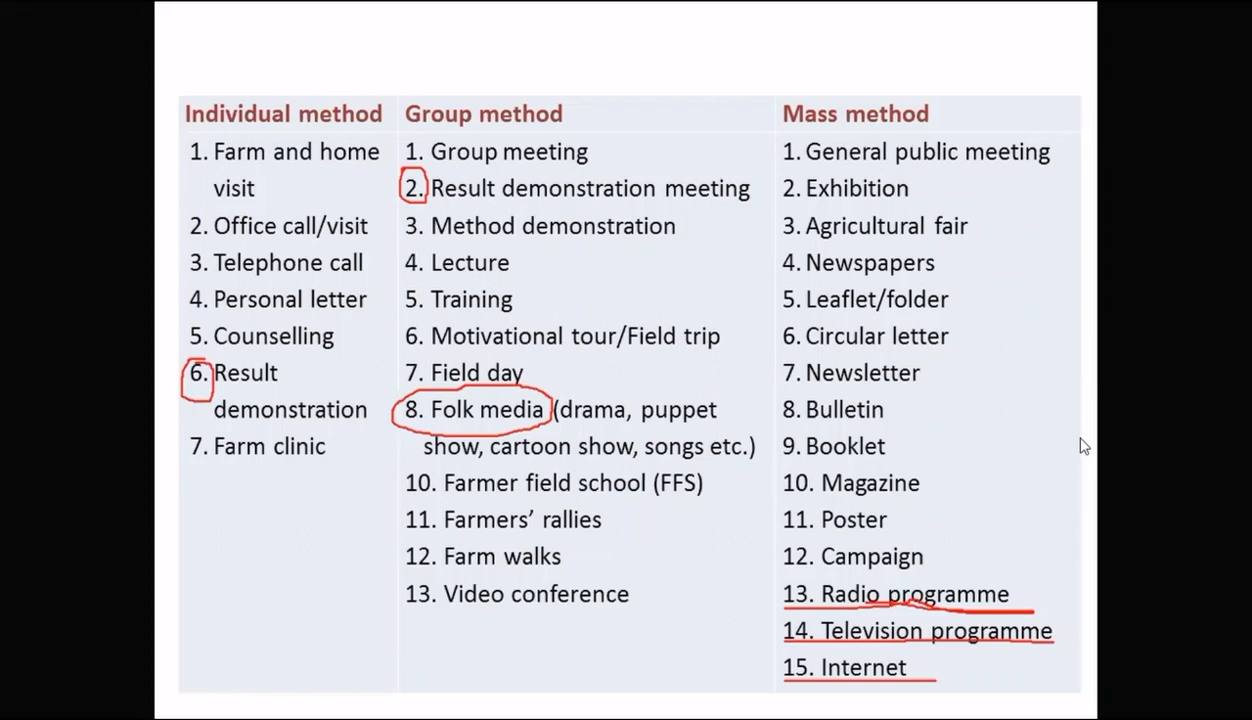 Individual method
1. Farm and home
visit
2. Office call/visit
3. Telephone call
4. Personal letter
5. Counselling
6. Result
demonstration
7. Farm clinic
Group method
1. Group meeting
2. Result demonstration meeting
3. Method demonstration
4. Lecture
5. Training
6. Motivational tour/Field trip
7. Field day
8. Folk media (drama, puppet
show, cartoon show, songs etc.)
10. Farmer field school (FFS)
11. Farmers’ rallies
12. Farm walks
13. Video conference
Mass method
1. General public meeting
2. Exhibition
3. Agricultural fair
4. Newspapers
5. Leaflet/folder
6. Circular letter
7. Newsletter
8. Bulletin
9. Booklet
10. Magazine
11. Poster
12. Campaign
13. Radio programme
14. Television programme
15. Internet